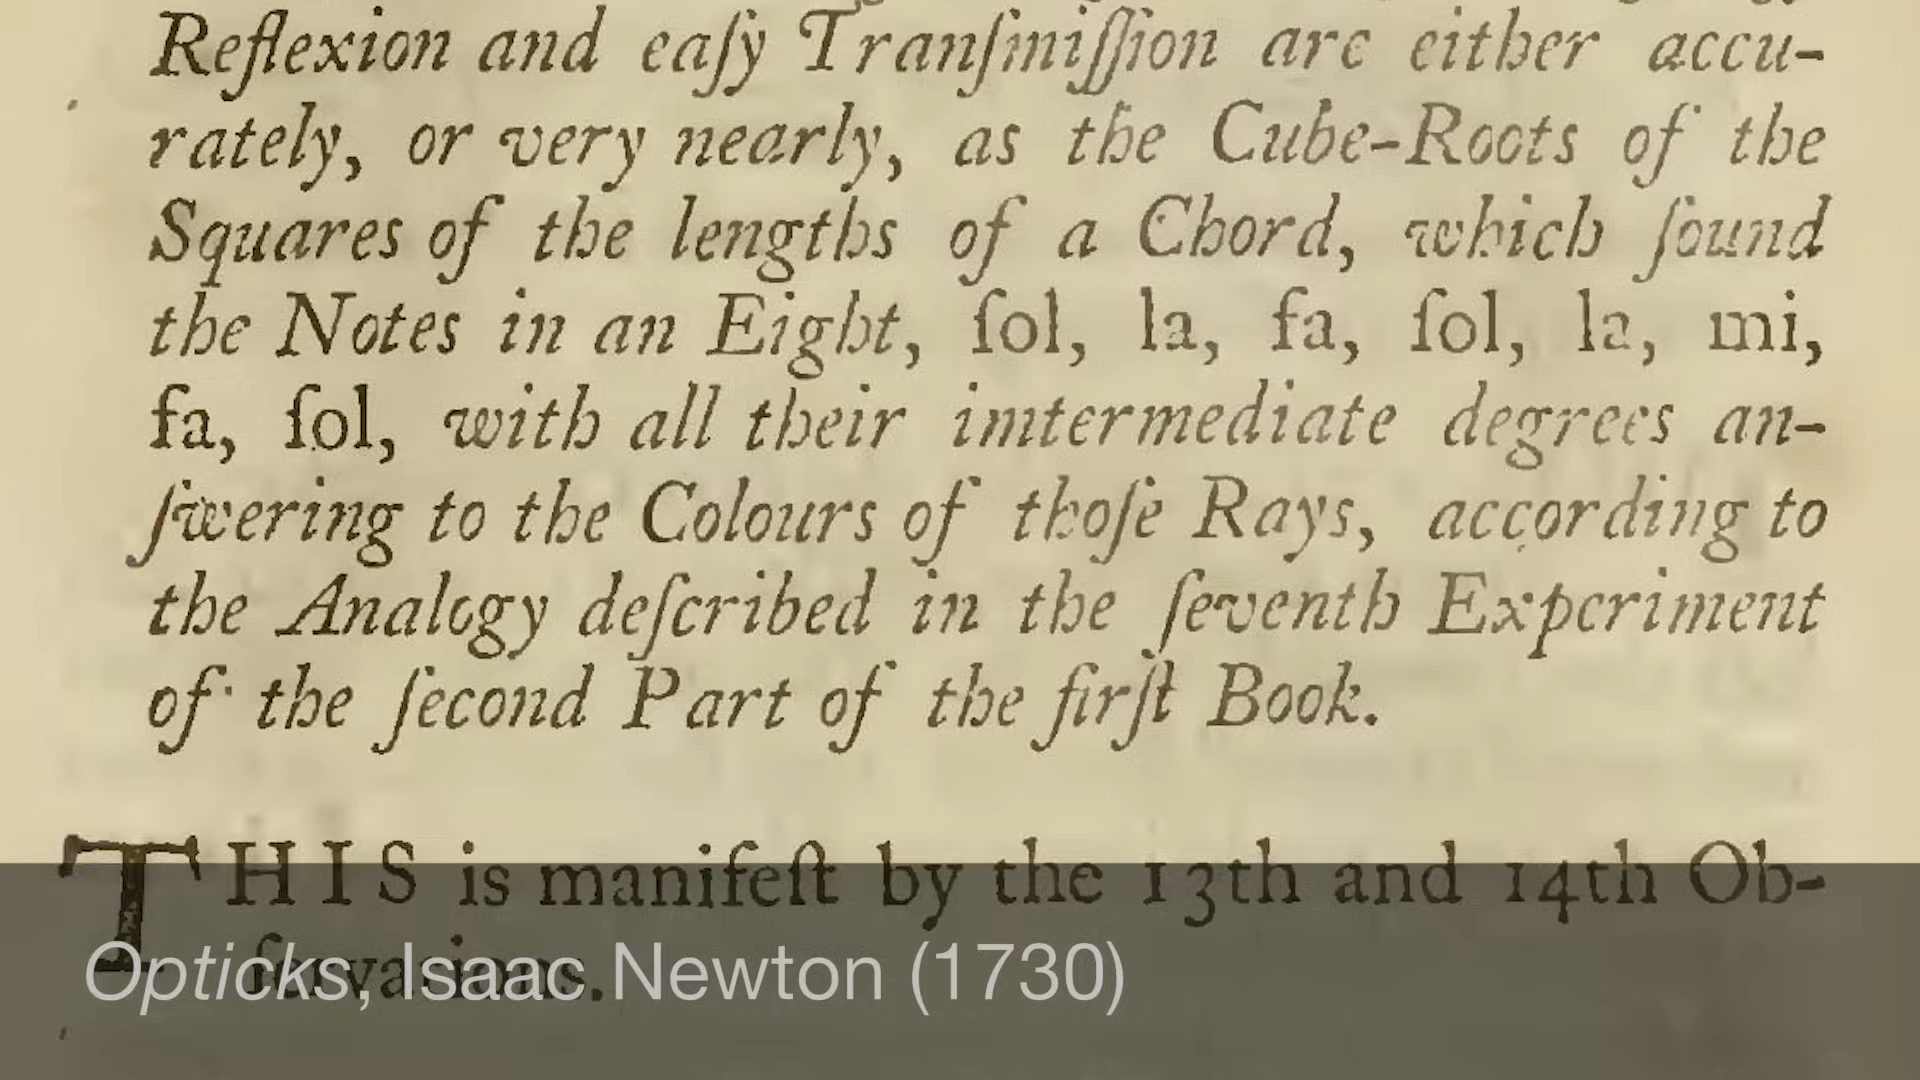 Reflexion and eaſy Tranſmiſſion are either accu-
rately, or very nearly, as the Cube-Roots of the
Squares of the lengths of a Chord, which ſound
the Notes in an Eight, ſol, la, fa, ſol, la, mi,
fa, ſol, with all their imtermediate degrees an-
ſwering to the Colours of thoſe Rays, according to
the Analogy deſcribed in the ſeventh Experiment
of the ſecond Part of the firſt Book.
THIS is manifeſt by the 13th and 14th Ob-
ſervations.
Opticks, Isaac Newton (1730)